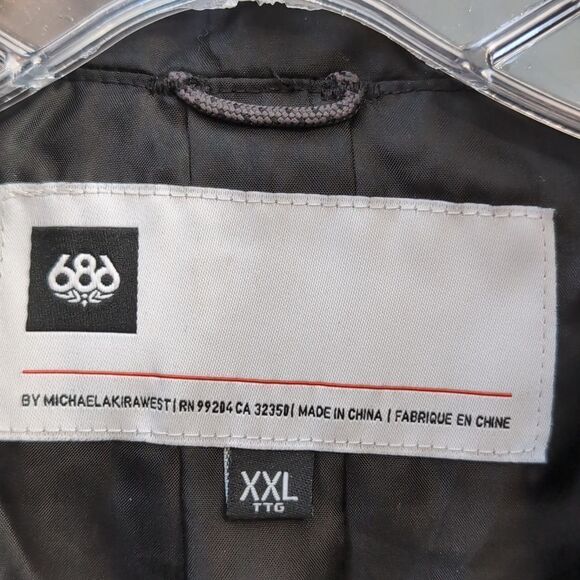 686
BY MICHAELAKIRAWEST | RN 99204 CA 32350 | MADE IN CHINA | FABRIQUE EN CHINE
XXL
TTG